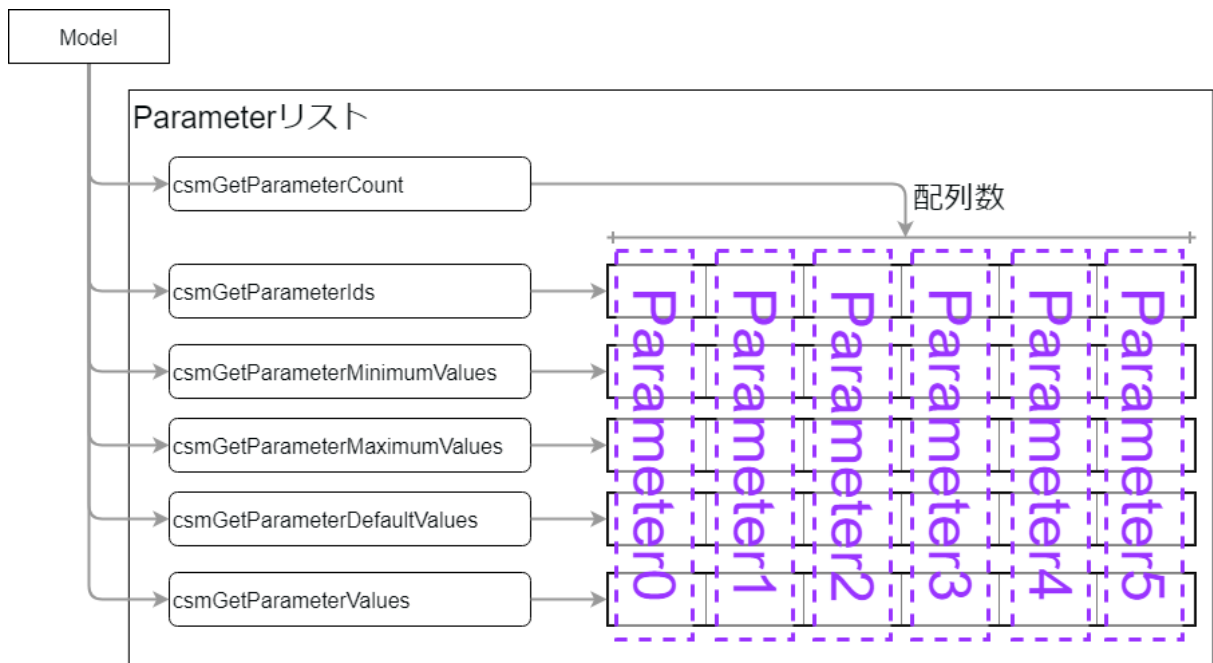 Model
Parameterリスト
csmGetParameterCount
配列数
csmGetParameterIds
csmGetParameterMinimumValues
csmGetParameterMaximumValues
csmGetParameterDefaultValues
csmGetParameterValues
Parameter0
Parameter1
Parameter2
Parameter3
Parameter4
Parameter5